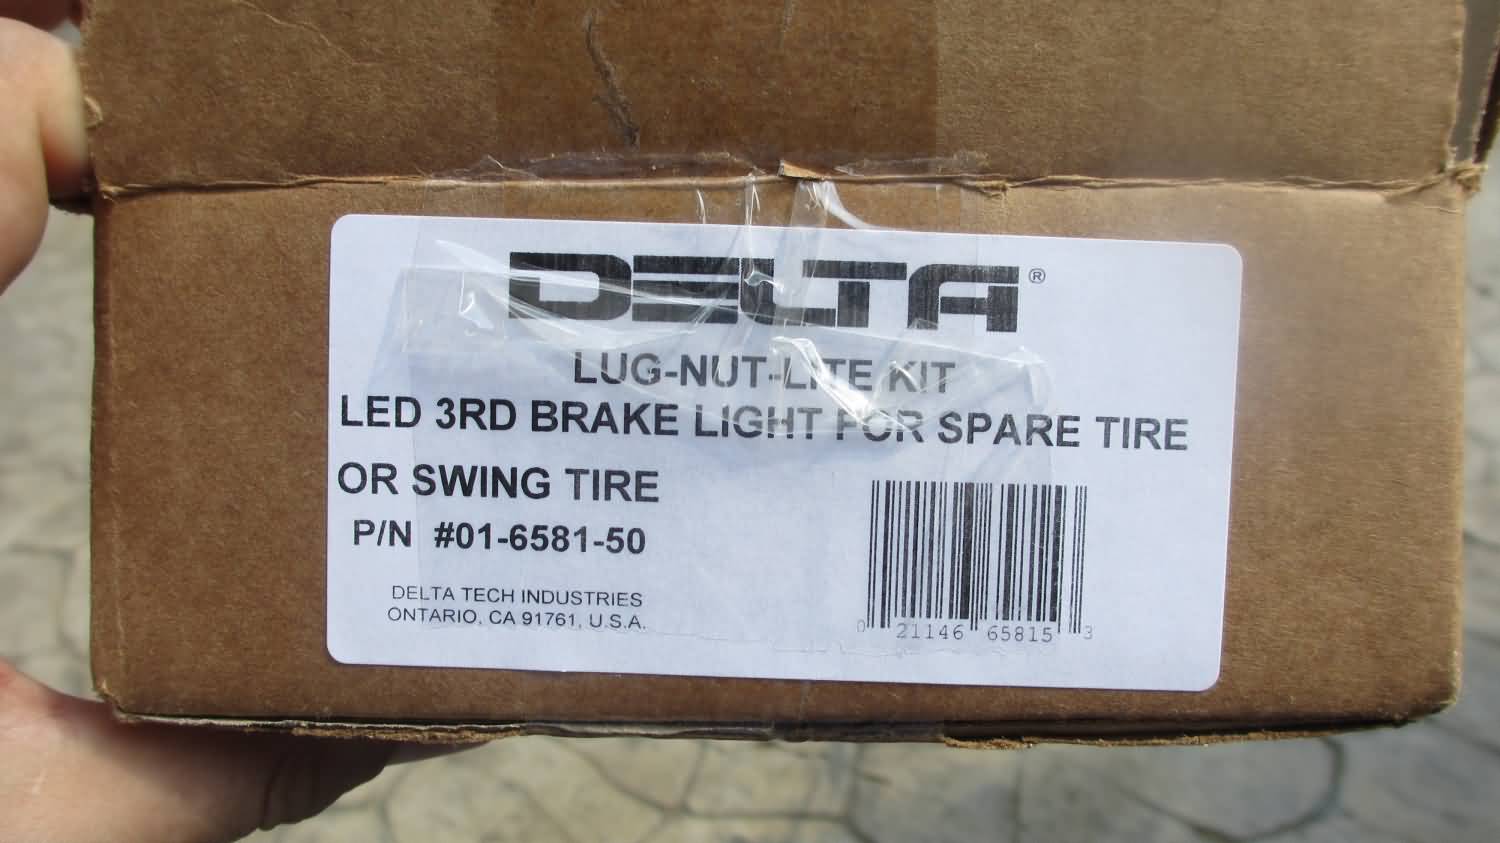 DELTA®
LUG-NUT-LITE KIT
LED 3RD BRAKE LIGHT FOR SPARE TIRE
OR SWING TIRE
P/N #01-6581-50
DELTA TECH INDUSTRIES
ONTARIO, CA 91761, U.S.A.
0 21146 65815 3